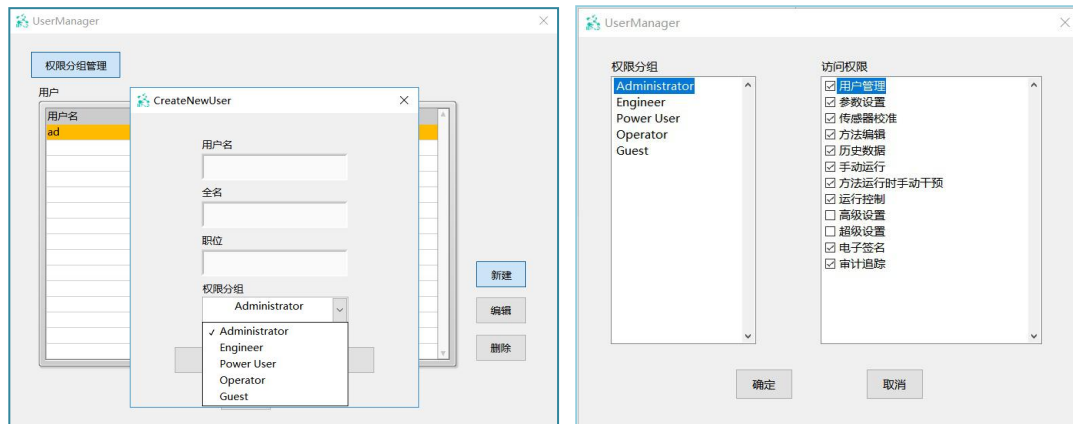 UserManager
权限分组管理
用户
用户名
ad
CreateNewUser
用户名
全名
职位
权限分组
Administrator
✓ Administrator
Engineer
Power User
Operator
Guest
新建
编辑
删除
UserManager
权限分组
Administrator
Engineer
Power User
Operator
Guest
访问权限
用户管理
参数设置
传感器校准
方法编辑
历史数据
手动运行
方法运行时手动干预
运行控制
高级设置
超级设置
电子签名
审计追踪
确定
取消